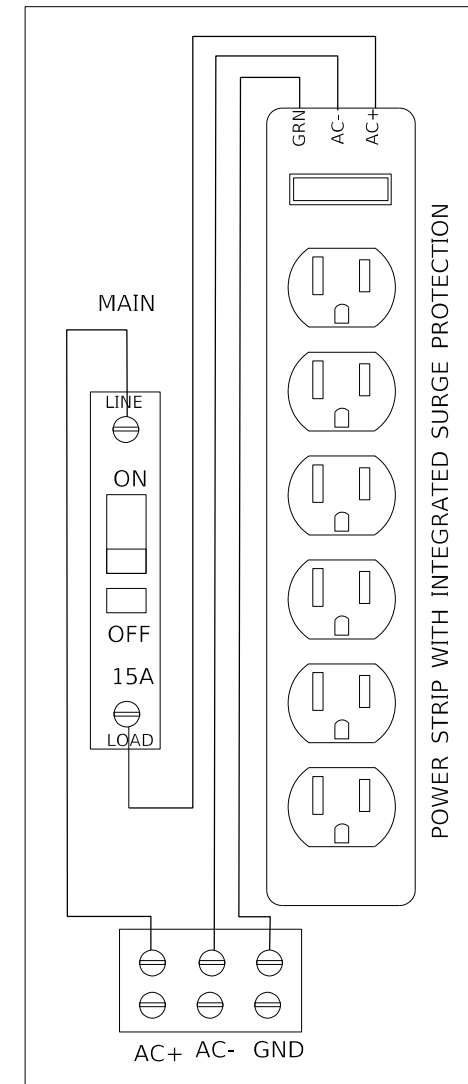 GRN
AC-
AC+
MAIN
LINE
ON
OFF
15A
LOAD
POWER STRIP WITH INTEGRATED SURGE PROTECTION
AC+ AC- GND